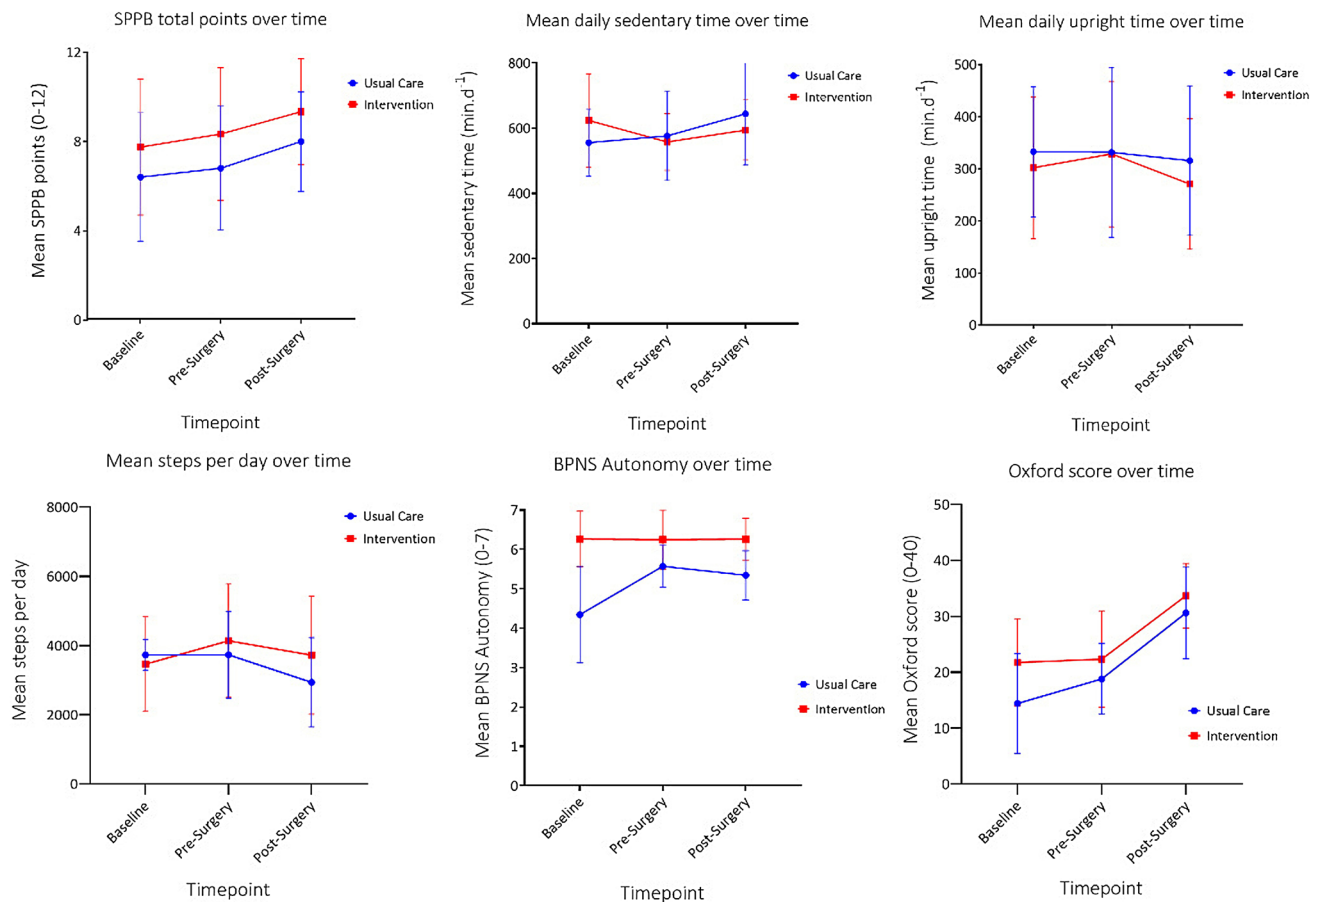 SPPB total points over time
Mean SPPB points (0-12)
12
8
4
0
Usual Care
Intervention
Baseline
Pre-Surgery
Post-Surgery
Timepoint
Mean daily sedentary time over time
Mean sedentary time (min.d⁻¹)
800
600
400
200
0
Usual Care
Intervention
Baseline
Pre-Surgery
Post-Surgery
Timepoint
Mean daily upright time over time
Mean upright time (min.d⁻¹)
500
400
300
200
100
0
Usual Care
Intervention
Baseline
Pre-Surgery
Post-Surgery
Timepoint
Mean steps per day over time
Mean steps per day
8000
6000
4000
2000
0
Usual Care
Intervention
Baseline
Pre-Surgery
Post-Surgery
Timepoint
BPNS Autonomy over time
Mean BPNS Autonomy (0-7)
7
6
5
4
3
2
1
0
Usual Care
Intervention
Baseline
Pre-Surgery
Post-Surgery
Timepoint
Oxford score over time
Mean Oxford score (0-40)
50
40
30
20
10
0
Usual Care
Intervention
Baseline
Pre-Surgery
Post-Surgery
Timepoint